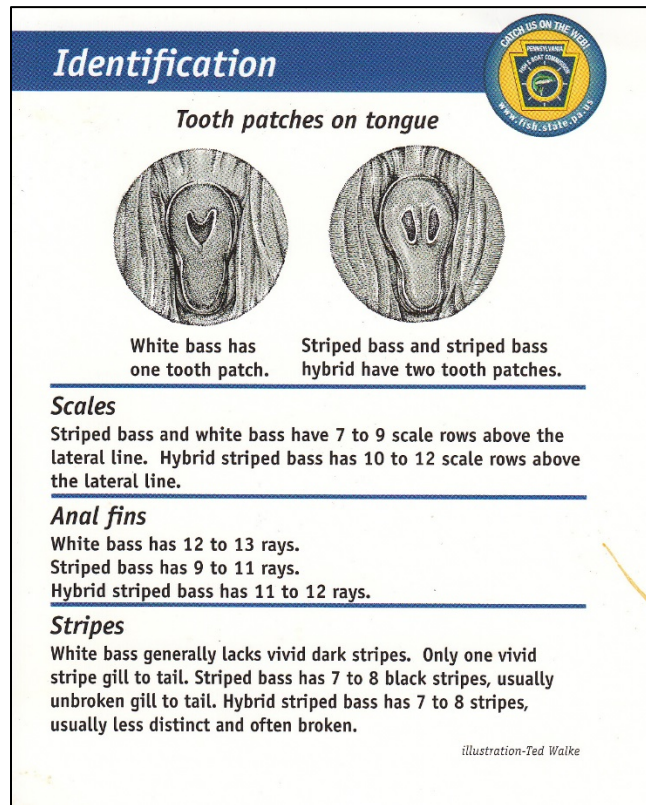 CATCH US ON THE WEB!
PENNSYLVANIA
FISH & BOAT COMMISSION
www.fish.state.pa.us
Identification
Tooth patches on tongue
White bass has
one tooth patch.
Striped bass and striped bass
hybrid have two tooth patches.
Scales
Striped bass and white bass have 7 to 9 scale rows above the
lateral line. Hybrid striped bass has 10 to 12 scale rows above
the lateral line.
Anal fins
White bass has 12 to 13 rays.
Striped bass has 9 to 11 rays.
Hybrid striped bass has 11 to 12 rays.
Stripes
White bass generally lacks vivid dark stripes. Only one vivid
stripe gill to tail. Striped bass has 7 to 8 black stripes, usually
unbroken gill to tail. Hybrid striped bass has 7 to 8 stripes,
usually less distinct and often broken.
illustration-Ted Walke